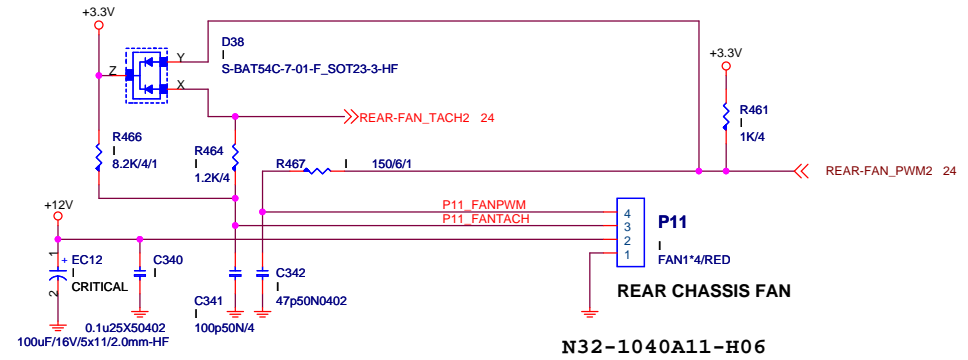 +3.3V
D38
I
S-BAT54C-7-01-F_SOT23-3-HF
Y
Z
X
+3.3V
R461
I
1K/4
REAR-FAN_TACH2 24
R466
I
8.2K/4/1
R464
I
1.2K/4
R467
I
150/6/1
REAR-FAN_PWM2 24
+12V
P11_FANPWM
P11_FANTACH
4
3
2
1
P11
I
FAN1*4/RED
1
+
EC12
I
CRITICAL
2
C340
I
C341
I
100p50N/4
C342
I
47p50N0402
REAR CHASSIS FAN
0.1u25X50402
100uF/16V/5x11/2.0mm-HF
N32-1040A11-H06